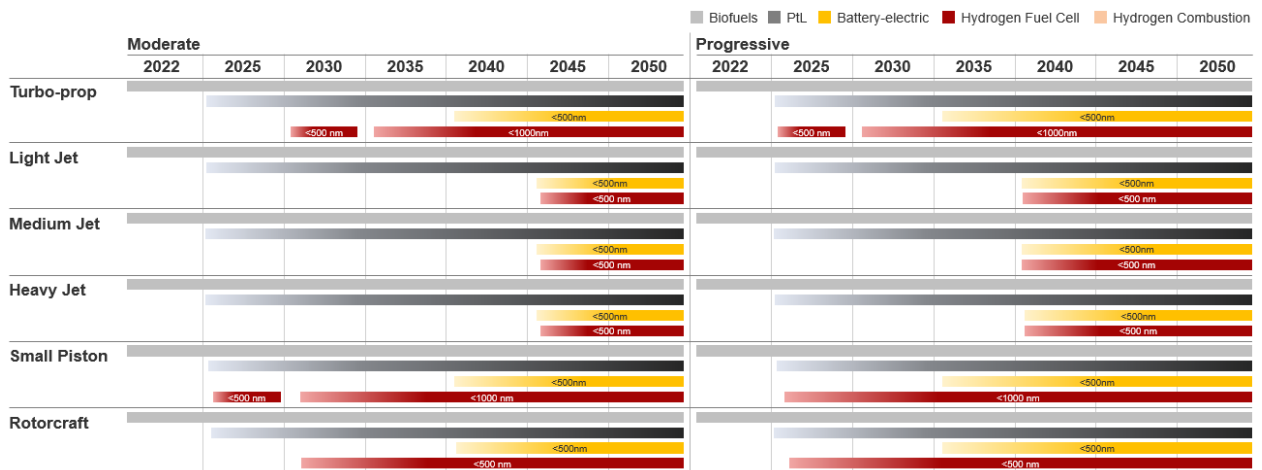 Biofuels PtL Battery-electric Hydrogen Fuel Cell Hydrogen Combustion
Moderate Progressive
2022 2025 2030 2035 2040 2045 2050 2022 2025 2030 2035 2040 2045 2050
Turbo-prop
<500nm <500nm
<500 nm <1000nm <500 nm <1000nm
Light Jet
<500nm <500nm
<500 nm <500 nm
Medium Jet
<500nm <500nm
<500 nm <500 nm
Heavy Jet
<500nm <500nm
<500 nm <500 nm
Small Piston
<500nm <500nm
<500 nm <1000 nm <1000 nm
Rotorcraft
<500nm <500nm
<500 nm <500 nm